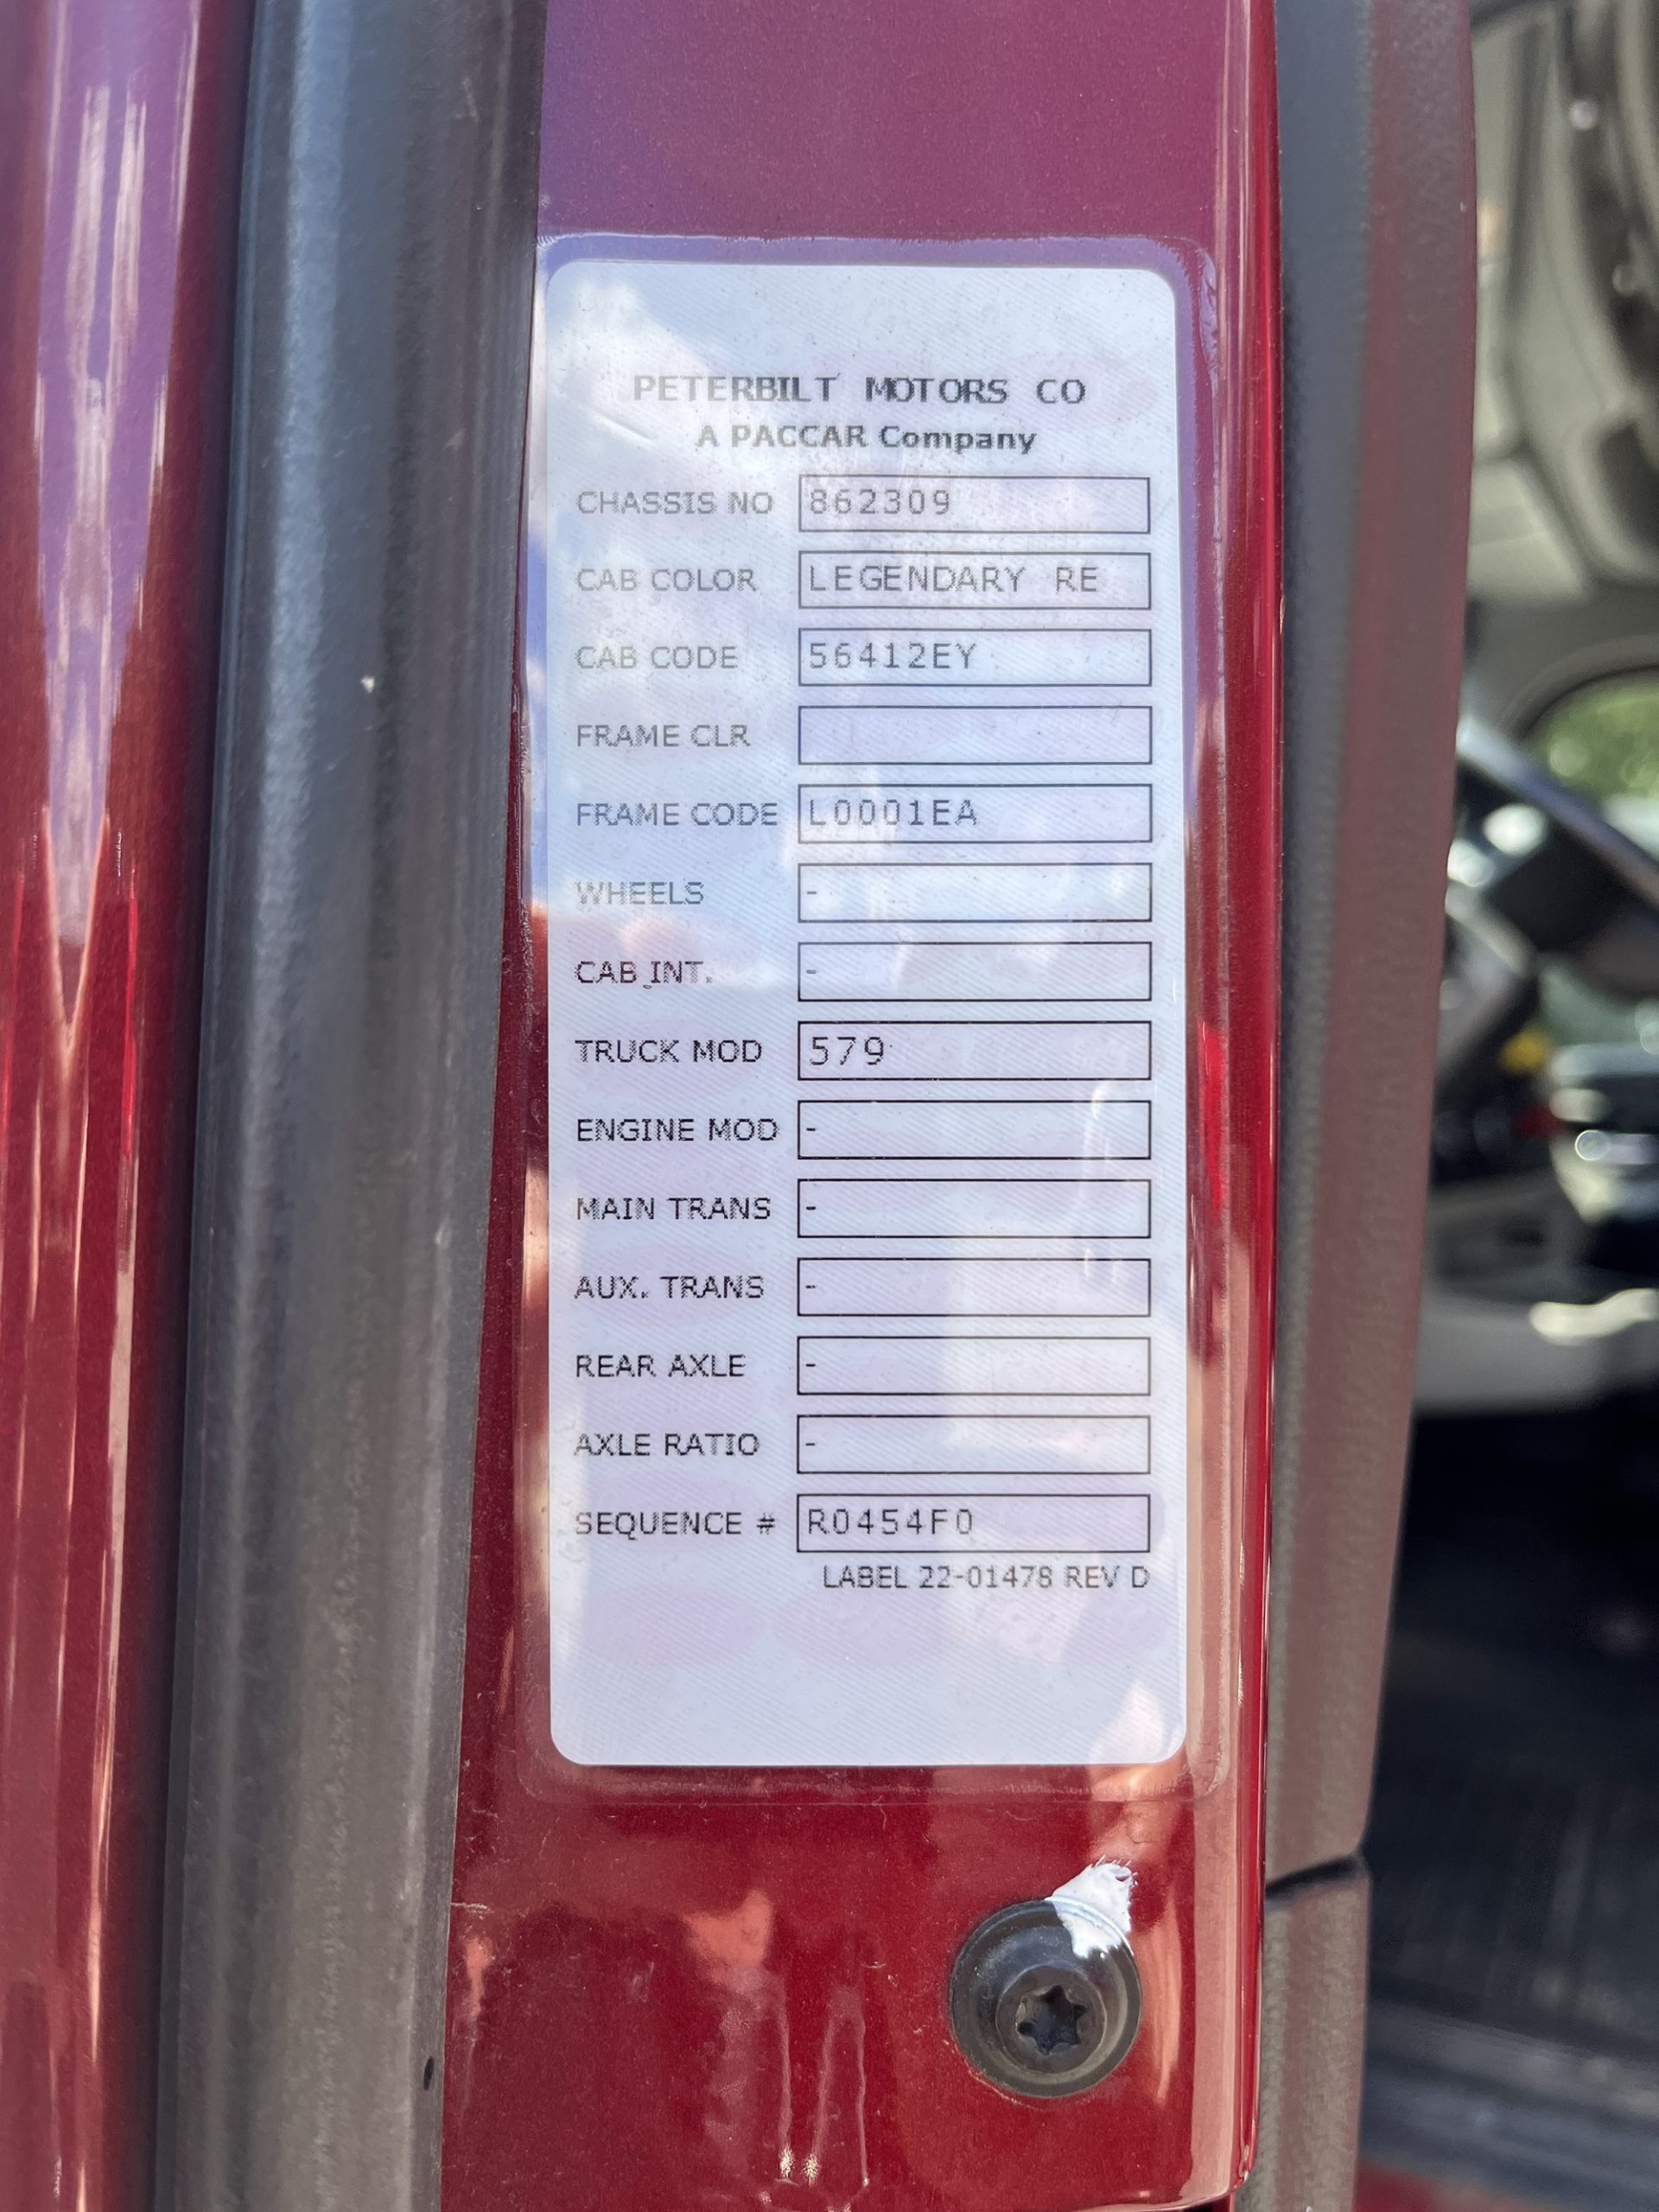 PETERBILT MOTORS CO
A PACCAR Company
CHASSIS NO 862309
CAB COLOR LEGENDARY RE
CAB CODE 56412EY
FRAME CLR
FRAME CODE L0001EA
WHEELS -
CAB INT. -
TRUCK MOD 579
ENGINE MOD -
MAIN TRANS -
AUX. TRANS -
REAR AXLE -
AXLE RATIO -
SEQUENCE # R0454F0
LABEL 22-01478 REV D